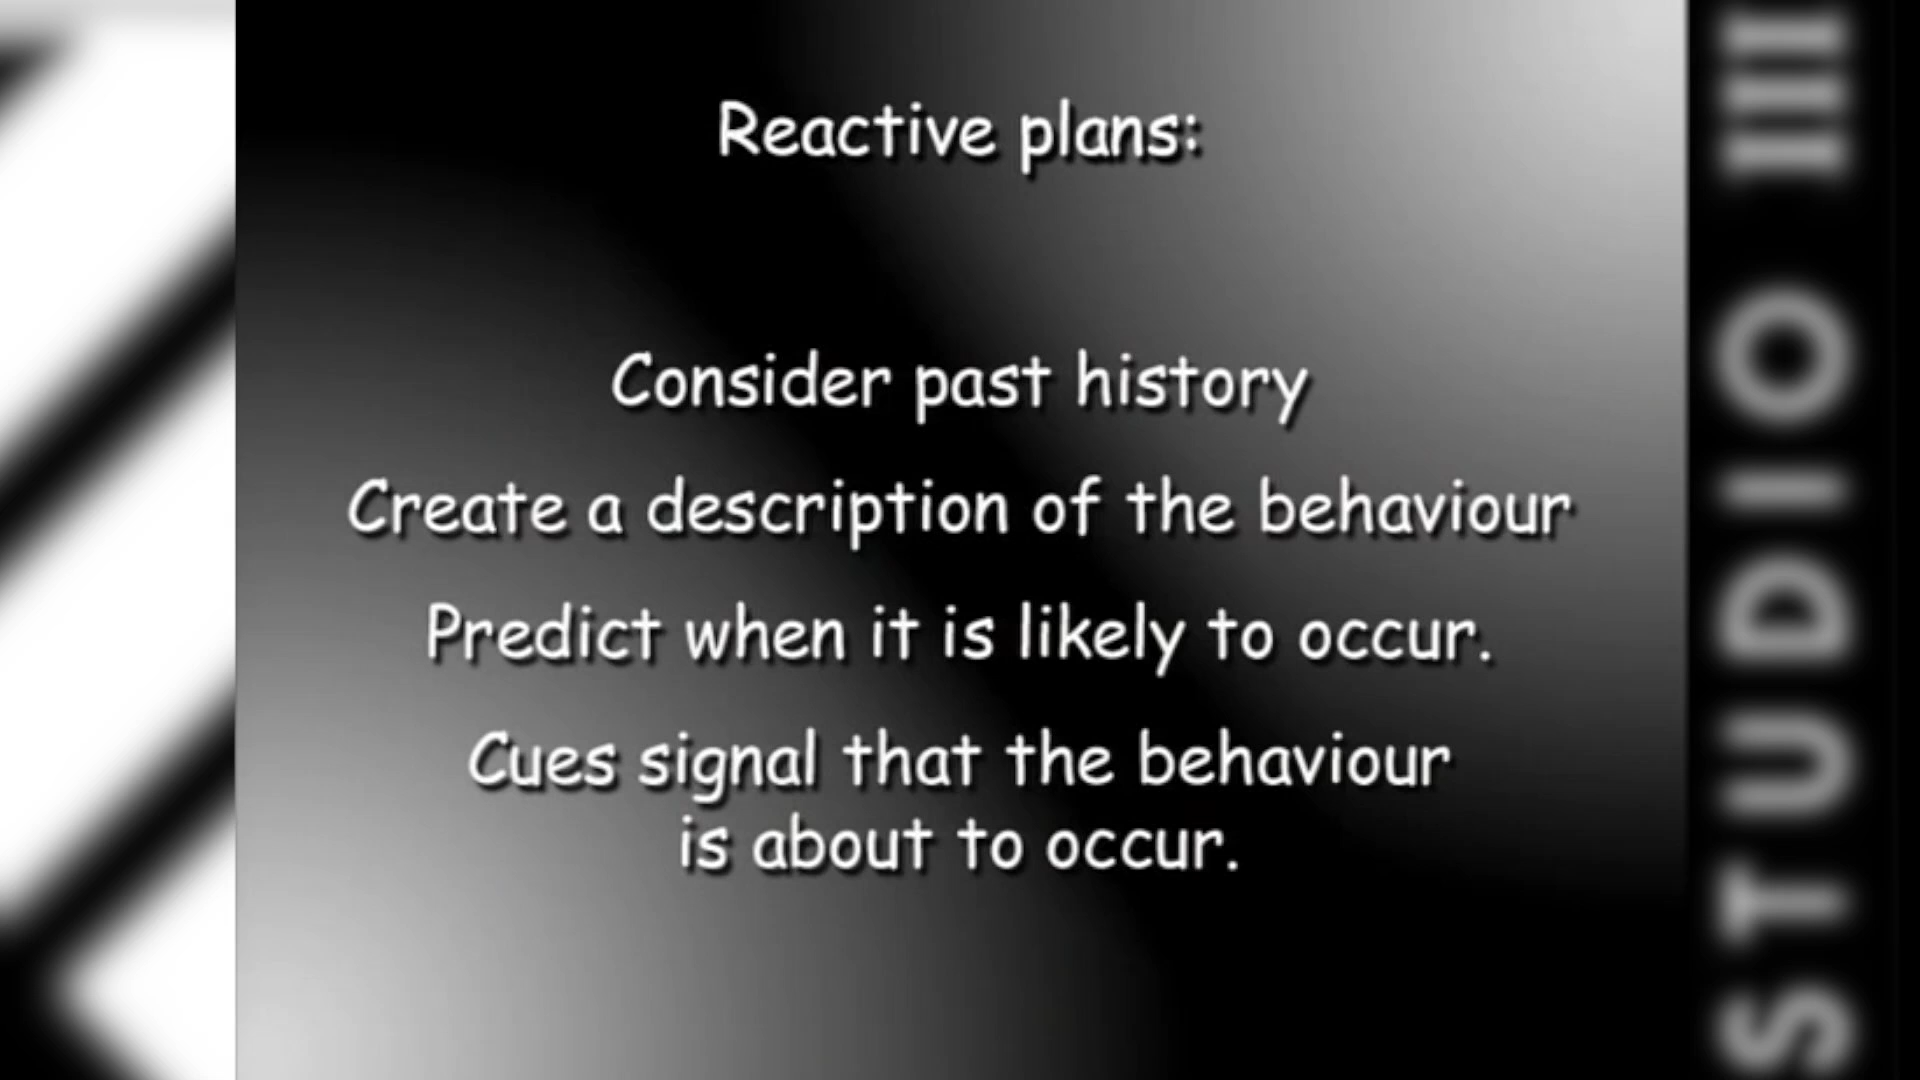 Reactive plans:
Consider past history
Create a description of the behaviour
Predict when it is likely to occur.
Cues signal that the behaviour
is about to occur.
STUDIO III